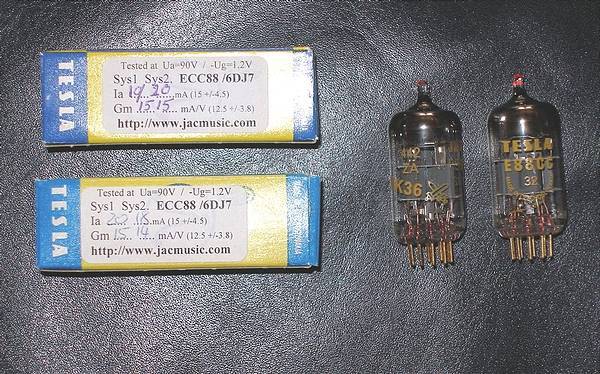 TESLA
Tested at Ua=90V / -Ug=1.2V
Sys1 Sys2. ECC88 /6DJ7
Ia 19 20 mA (15 +/-4.5)
Gm 15 15 mA/V (12.5 +/-3.8)
http://www.jacmusic.com
TESLA
Tested at Ua=90V / -Ug=1.2V
Sys1 Sys2. ECC88 /6DJ7
Ia 18 mA (15 +/-4.5)
Gm 15 14 mA/V (12.5 +/-3.8)
http://www.jacmusic.com
ZA
K36
TESLA
E88CC
32